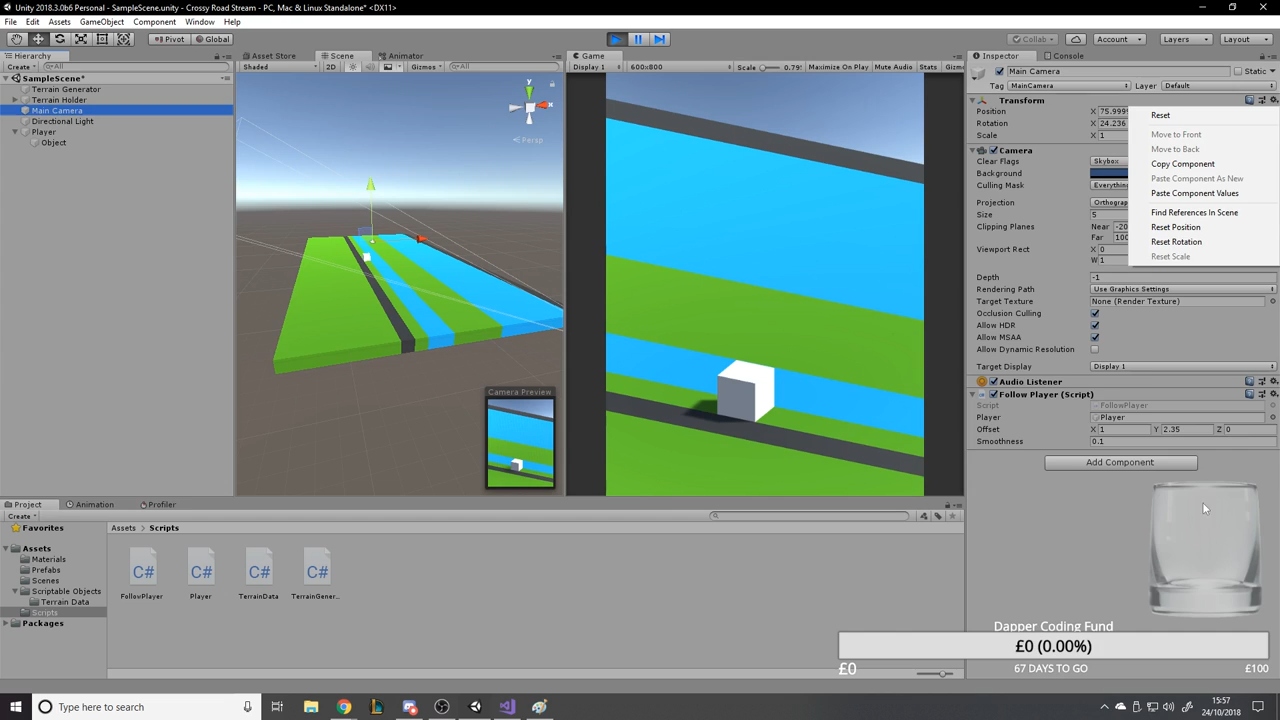 Unity 2018.3.0b6 Personal - SampleScene.unity - Crossy Road Stream - PC, Mac & Linux Standalone* <DX11>
File Edit Assets GameObject Component Window Help
Pivot Global Collab Account Layers Layout
Hierarchy
Create All
SampleScene*
Terrain Generator
Terrain Holder
Main Camera
Directional Light
Player
Object
Asset Store Scene Animator
Shaded 2D Gizmos All
y
x
Persp
Camera Preview
Game
Display 1 600x800 Scale 0.79 Maximize On Play Mute Audio Stats Gizmos
Inspector Console
Main Camera Static
Tag MainCamera Layer Default
Transform
Position X 75.9999
Rotation X 24.236
Scale X 1
Reset
Move to Front
Move to Back
Copy Component
Paste Component As New
Paste Component Values
Find References In Scene
Reset Position
Reset Rotation
Reset Scale
Camera
Clear Flags Skybox
Background
Culling Mask Everything
Projection Orthograp
Size 5
Clipping Planes Near -20
Far 100
Viewport Rect X 0
W 1
Depth -1
Rendering Path Use Graphics Settings
Target Texture None (Render Texture)
Occlusion Culling
Allow HDR
Allow MSAA
Allow Dynamic Resolution
Target Display Display 1
Audio Listener
Follow Player (Script)
Script FollowPlayer
Player Player
Offset X 1 Y 2.35 Z 0
Smoothness 0.1
Add Component
Project Animation Profiler
Create
Favorites
Assets
Materials
Prefabs
Scenes
Scriptable Objects
Terrain Data
Scripts
Packages
Assets Scripts
C# C# C# C#
FollowPlayer Player TerrainData TerrainGener...
Dapper Coding Fund
£0 (0.00%)
£0 67 DAYS TO GO £100
Type here to search
15:57
24/10/2018